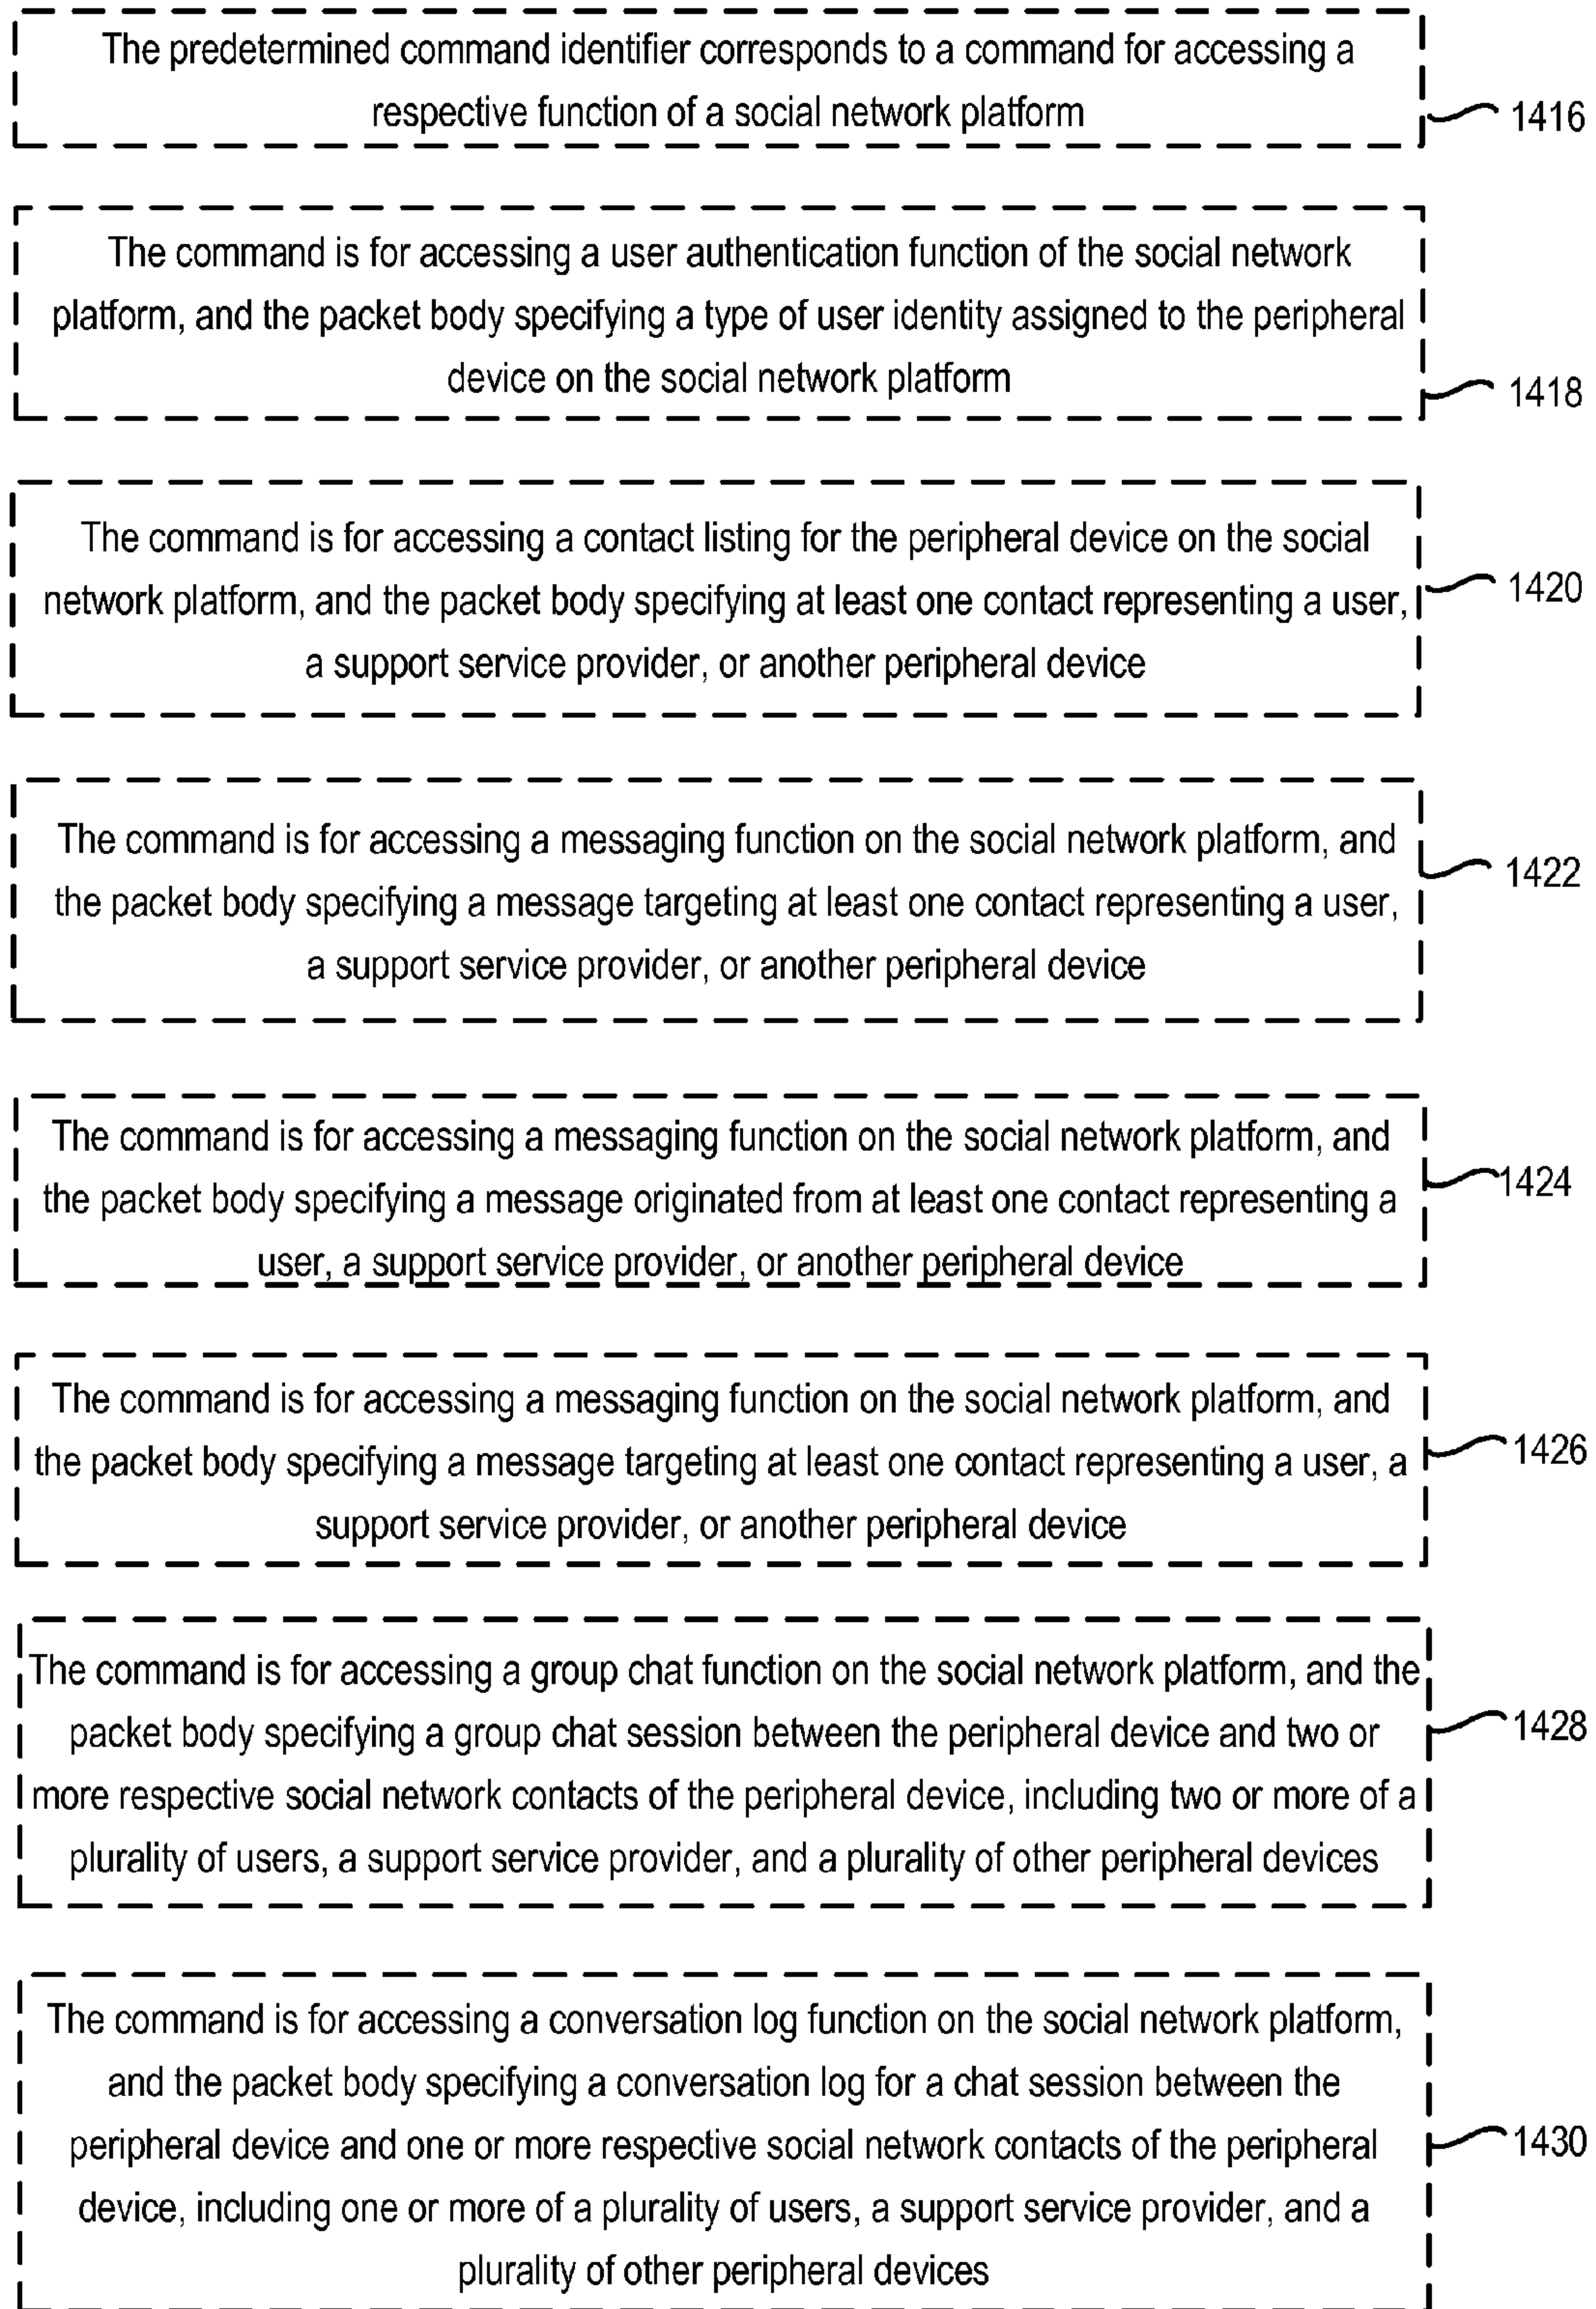 The predetermined command identifier corresponds to a command for accessing a
respective function of a social network platform
1416
The command is for accessing a user authentication function of the social network
platform, and the packet body specifying a type of user identity assigned to the peripheral
device on the social network platform
1418
The command is for accessing a contact listing for the peripheral device on the social
network platform, and the packet body specifying at least one contact representing a user,
a support service provider, or another peripheral device
1420
The command is for accessing a messaging function on the social network platform, and
the packet body specifying a message targeting at least one contact representing a user,
a support service provider, or another peripheral device
1422
The command is for accessing a messaging function on the social network platform, and
the packet body specifying a message originated from at least one contact representing a
user, a support service provider, or another peripheral device
1424
The command is for accessing a messaging function on the social network platform, and
the packet body specifying a message targeting at least one contact representing a user, a
support service provider, or another peripheral device
1426
The command is for accessing a group chat function on the social network platform, and the
packet body specifying a group chat session between the peripheral device and two or
more respective social network contacts of the peripheral device, including two or more of a
plurality of users, a support service provider, and a plurality of other peripheral devices
1428
The command is for accessing a conversation log function on the social network platform,
and the packet body specifying a conversation log for a chat session between the
peripheral device and one or more respective social network contacts of the peripheral
device, including one or more of a plurality of users, a support service provider, and a
plurality of other peripheral devices
1430